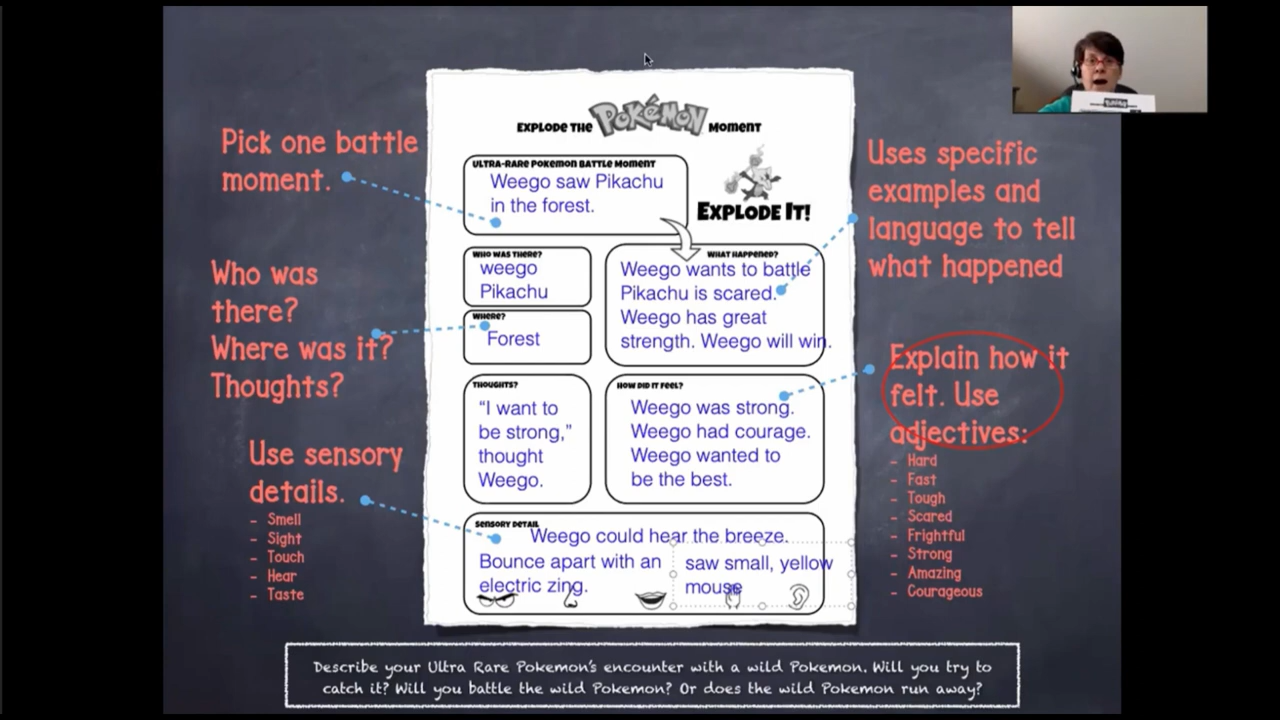 EXPLODE THE POKéMON MOMENT
ULTRA-RARE POKEMON BATTLE MOMENT
Weego saw Pikachu
in the forest.
EXPLODE IT!
WHO WAS THERE?
weego
Pikachu
WHERE?
Forest
WHAT HAPPENED?
Weego wants to battle
Pikachu is scared.
Weego has great
strength. Weego will win.
THOUGHTS?
“I want to
be strong,”
thought
Weego.
HOW DID IT FEEL?
Weego was strong.
Weego had courage.
Weego wanted to
be the best.
SENSORY DETAIL
Weego could hear the breeze.
Bounce apart with an
electric zing.
saw small, yellow
mouse
Pick one battle
moment.
Who was
there?
Where was it?
Thoughts?
Use sensory
details.
- Smell
- Sight
- Touch
- Hear
- Taste
Uses specific
examples and
language to tell
what happened
Explain how it
felt. Use
adjectives:
- Hard
- Fast
- Tough
- Scared
- Frightful
- Strong
- Amazing
- Courageous
Describe your Ultra Rare Pokemon's encounter with a wild Pokemon. Will you try to
catch it? Will you battle the wild Pokemon? Or does the wild Pokemon run away?